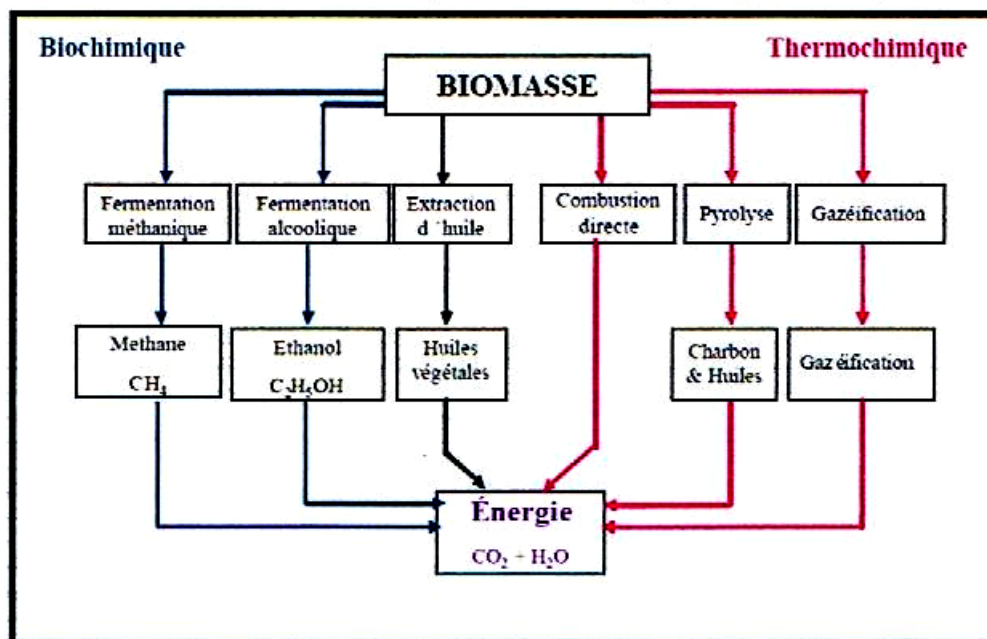 Biochimique
Thermochimique
BIOMASSE
Fermentation
méthanique
Fermentation
alcoolique
Extraction
d ´huile
Combustion
directe
Pyrolyse
Gazéification
Methane
CH₄
Ethanol
C₂H₅OH
Huiles
végétales
Charbon
& Huiles
Gazéification
Énergie
CO₂ + H₂O